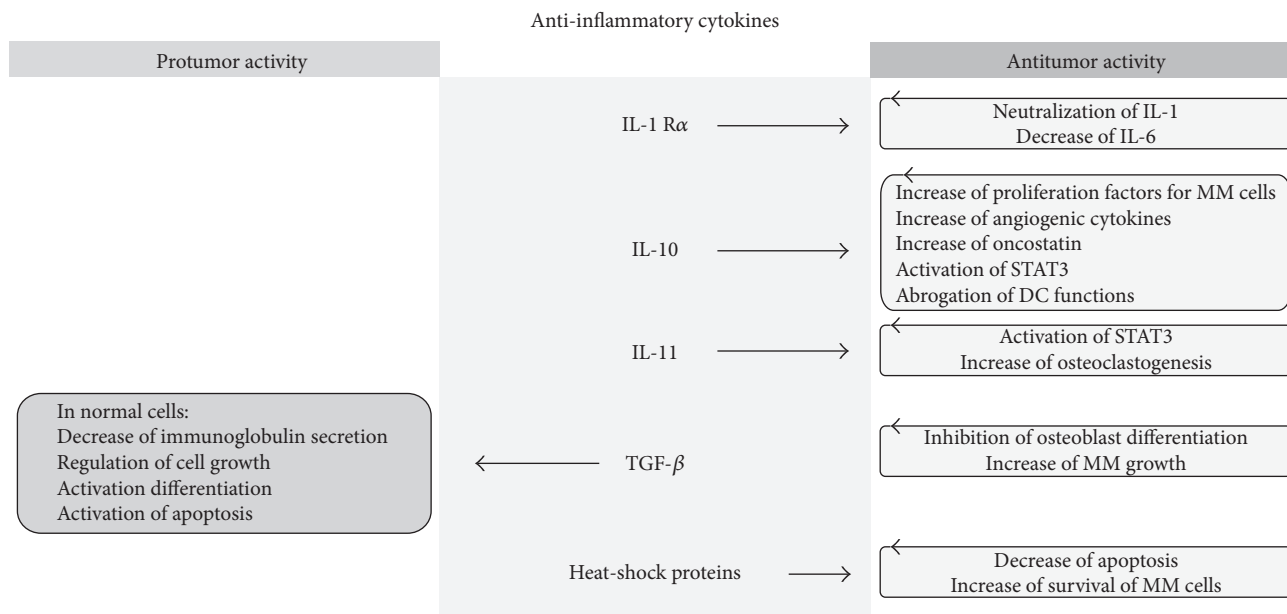 Anti-inflammatory cytokines
Protumor activity
Antitumor activity
IL-1 Rα
Neutralization of IL-1
Decrease of IL-6
IL-10
Increase of proliferation factors for MM cells
Increase of angiogenic cytokines
Increase of oncostatin
Activation of STAT3
Abrogation of DC functions
IL-11
Activation of STAT3
Increase of osteoclastogenesis
In normal cells:
Decrease of immunoglobulin secretion
Regulation of cell growth
Activation differentiation
Activation of apoptosis
TGF-β
Inhibition of osteoblast differentiation
Increase of MM growth
Heat-shock proteins
Decrease of apoptosis
Increase of survival of MM cells